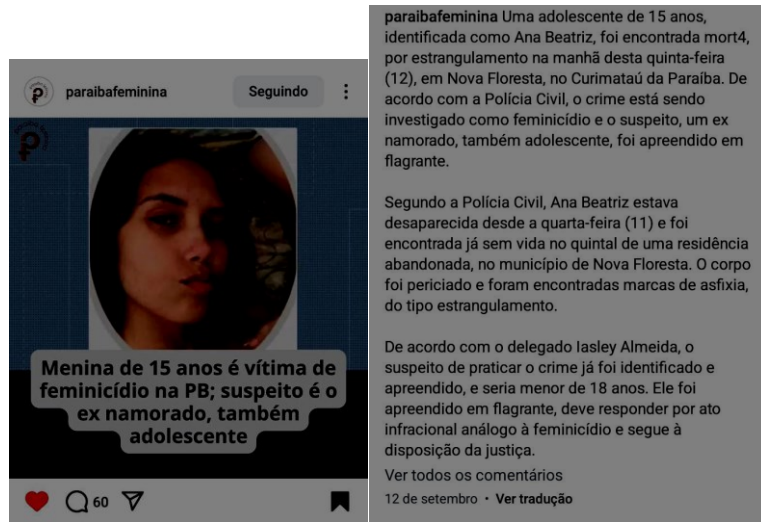 paraibafeminina
Seguindo
Menina de 15 anos é vítima de
feminicídio na PB; suspeito é o
ex namorado, também
adolescente
60
paraibafeminina Uma adolescente de 15 anos,
identificada como Ana Beatriz, foi encontrada mort4,
por estrangulamento na manhã desta quinta-feira
(12), em Nova Floresta, no Curimataú da Paraíba. De
acordo com a Polícia Civil, o crime está sendo
investigado como feminicídio e o suspeito, um ex
namorado, também adolescente, foi apreendido em
flagrante.
Segundo a Polícia Civil, Ana Beatriz estava
desaparecida desde a quarta-feira (11) e foi
encontrada já sem vida no quintal de uma residência
abandonada, no município de Nova Floresta. O corpo
foi periciado e foram encontradas marcas de asfixia,
do tipo estrangulamento.
De acordo com o delegado Iasley Almeida, o
suspeito de praticar o crime já foi identificado e
apreendido, e seria menor de 18 anos. Ele foi
apreendido em flagrante, deve responder por ato
infracional análogo à feminicídio e segue à
disposição da justiça.
Ver todos os comentários
12 de setembro • Ver tradução